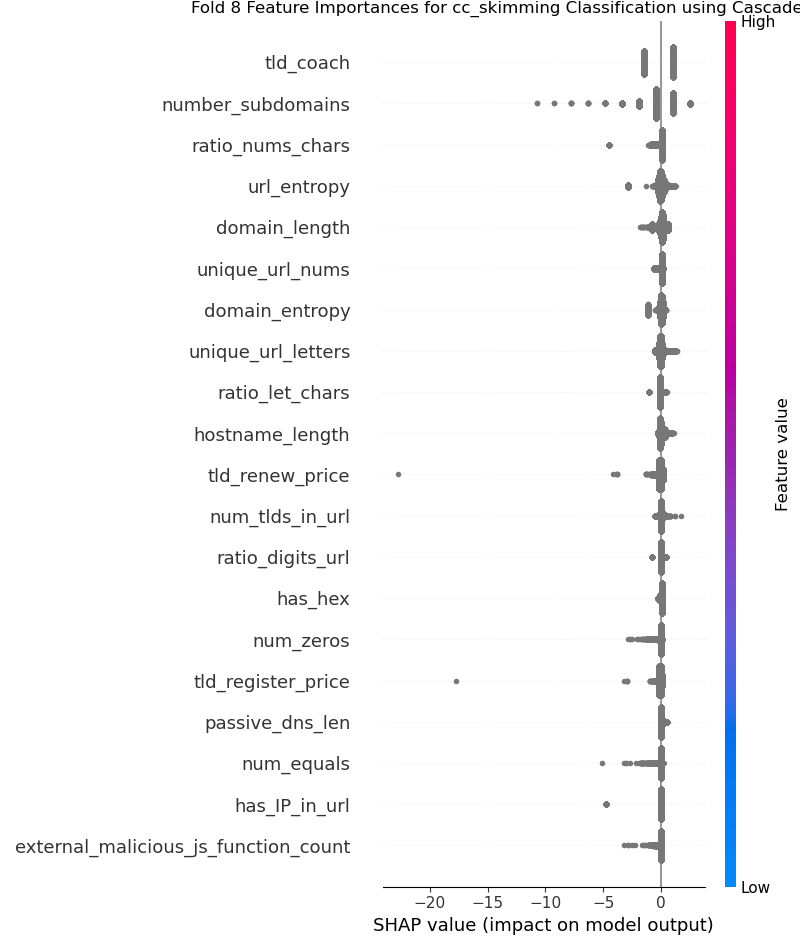 Fold 8 Feature Importances for cc_skimming Classification using Cascade
High
tld_coach
number_subdomains
ratio_nums_chars
url_entropy
domain_length
unique_url_nums
domain_entropy
unique_url_letters
ratio_let_chars
hostname_length
tld_renew_price
num_tlds_in_url
ratio_digits_url
has_hex
num_zeros
tld_register_price
passive_dns_len
num_equals
has_IP_in_url
external_malicious_js_function_count
Feature value
Low
−20 −15 −10 −5 0
SHAP value (impact on model output)